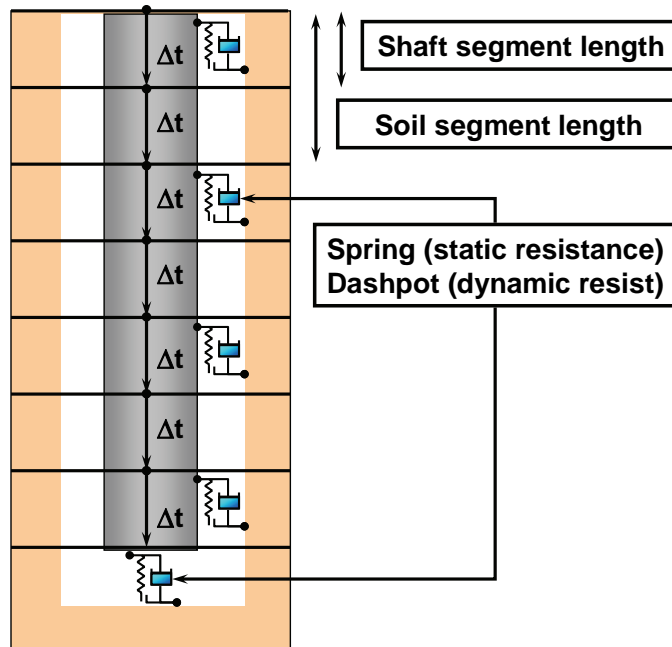 Shaft segment length
Soil segment length
Spring (static resistance)
Dashpot (dynamic resist)
Δt
Δt
Δt
Δt
Δt
Δt
Δt